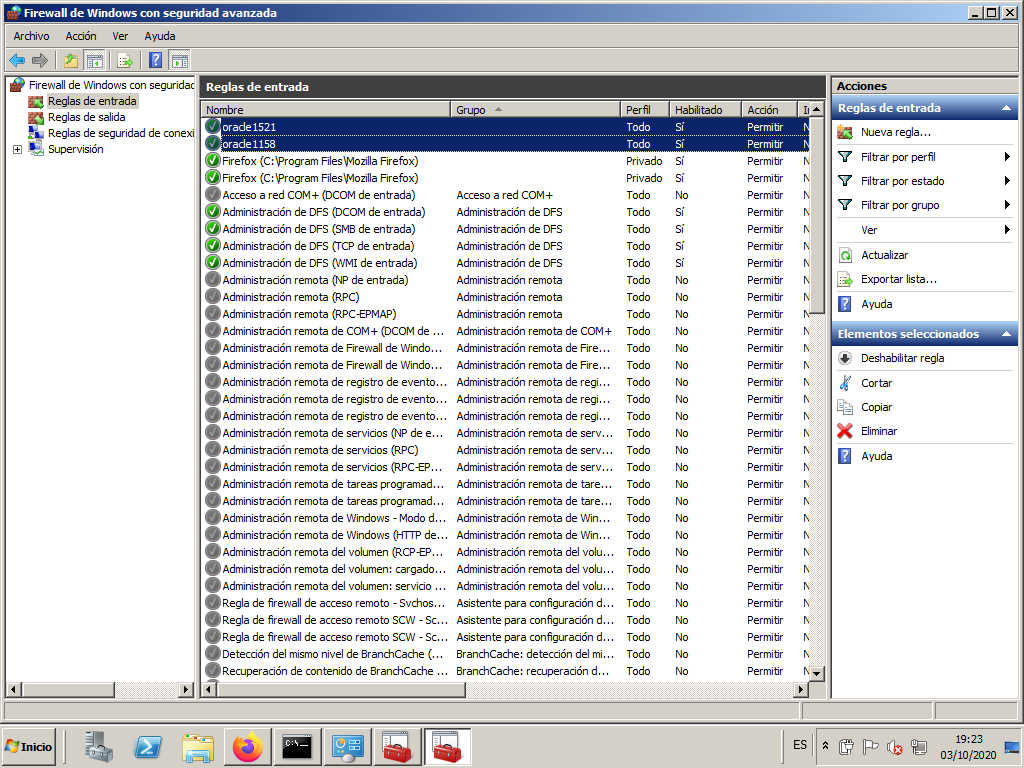 Firewall de Windows con seguridad avanzada
Archivo Acción Ver Ayuda
Firewall de Windows con seguridad
Reglas de entrada
Reglas de salida
Reglas de seguridad de conexi
Supervisión
Reglas de entrada
Nombre Grupo Perfil Habilitado Acción
oracle1521 Todo Sí Permitir N
oracle1158 Todo Sí Permitir N
Firefox (C:\Program Files\Mozilla Firefox) Privado Sí Permitir N
Firefox (C:\Program Files\Mozilla Firefox) Privado Sí Permitir N
Acceso a red COM+ (DCOM de entrada) Acceso a red COM+ Todo No Permitir N
Administración de DFS (DCOM de entrada) Administración de DFS Todo Sí Permitir N
Administración de DFS (SMB de entrada) Administración de DFS Todo Sí Permitir N
Administración de DFS (TCP de entrada) Administración de DFS Todo Sí Permitir N
Administración de DFS (WMI de entrada) Administración de DFS Todo Sí Permitir N
Administración remota (NP de entrada) Administración remota Todo No Permitir N
Administración remota (RPC) Administración remota Todo No Permitir N
Administración remota (RPC-EPMAP) Administración remota Todo No Permitir N
Administración remota de COM+ (DCOM de ... Administración remota de COM+ Todo No Permitir N
Administración remota de Firewall de Windo... Administración remota de Fire... Todo No Permitir N
Administración remota de Firewall de Windo... Administración remota de Fire... Todo No Permitir N
Administración remota de registro de evento... Administración remota de regi... Todo No Permitir N
Administración remota de registro de evento... Administración remota de regi... Todo No Permitir N
Administración remota de registro de evento... Administración remota de regi... Todo No Permitir N
Administración remota de servicios (NP de e... Administración remota de serv... Todo No Permitir N
Administración remota de servicios (RPC) Administración remota de serv... Todo No Permitir N
Administración remota de servicios (RPC-EP... Administración remota de serv... Todo No Permitir N
Administración remota de tareas programad... Administración remota de tare... Todo No Permitir N
Administración remota de tareas programad... Administración remota de tare... Todo No Permitir N
Administración remota de Windows - Modo d... Administración remota de Win... Todo No Permitir N
Administración remota de Windows (HTTP de... Administración remota de Win... Todo No Permitir N
Administración remota del volumen (RCP-EP... Administración remota del volu... Todo No Permitir N
Administración remota del volumen: cargado... Administración remota del volu... Todo No Permitir N
Administración remota del volumen: servicio ... Administración remota del volu... Todo No Permitir N
Regla de firewall de acceso remoto - Svchos... Asistente para configuración d... Todo No Permitir N
Regla de firewall de acceso remoto SCW - Sc... Asistente para configuración d... Todo No Permitir N
Regla de firewall de acceso remoto SCW - Sc... Asistente para configuración d... Todo No Permitir N
Detección del mismo nivel de BranchCache (... BranchCache: detección del mi... Todo No Permitir N
Recuperación de contenido de BranchCache ... BranchCache: recuperación d... Todo No Permitir N
Acciones
Reglas de entrada
Nueva regla...
Filtrar por perfil
Filtrar por estado
Filtrar por grupo
Ver
Actualizar
Exportar lista...
Ayuda
Elementos seleccionados
Deshabilitar regla
Cortar
Copiar
Eliminar
Ayuda
Inicio
C:\_
ES
19:23
03/10/2020